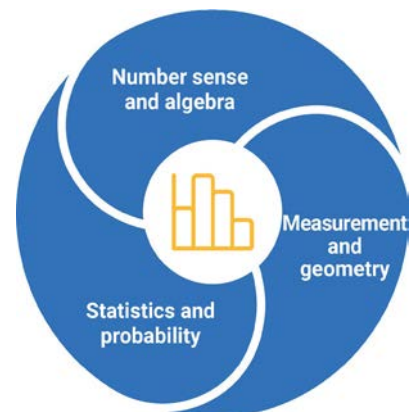 Number sense
and algebra
Measurement
and
geometry
Statistics and
probability